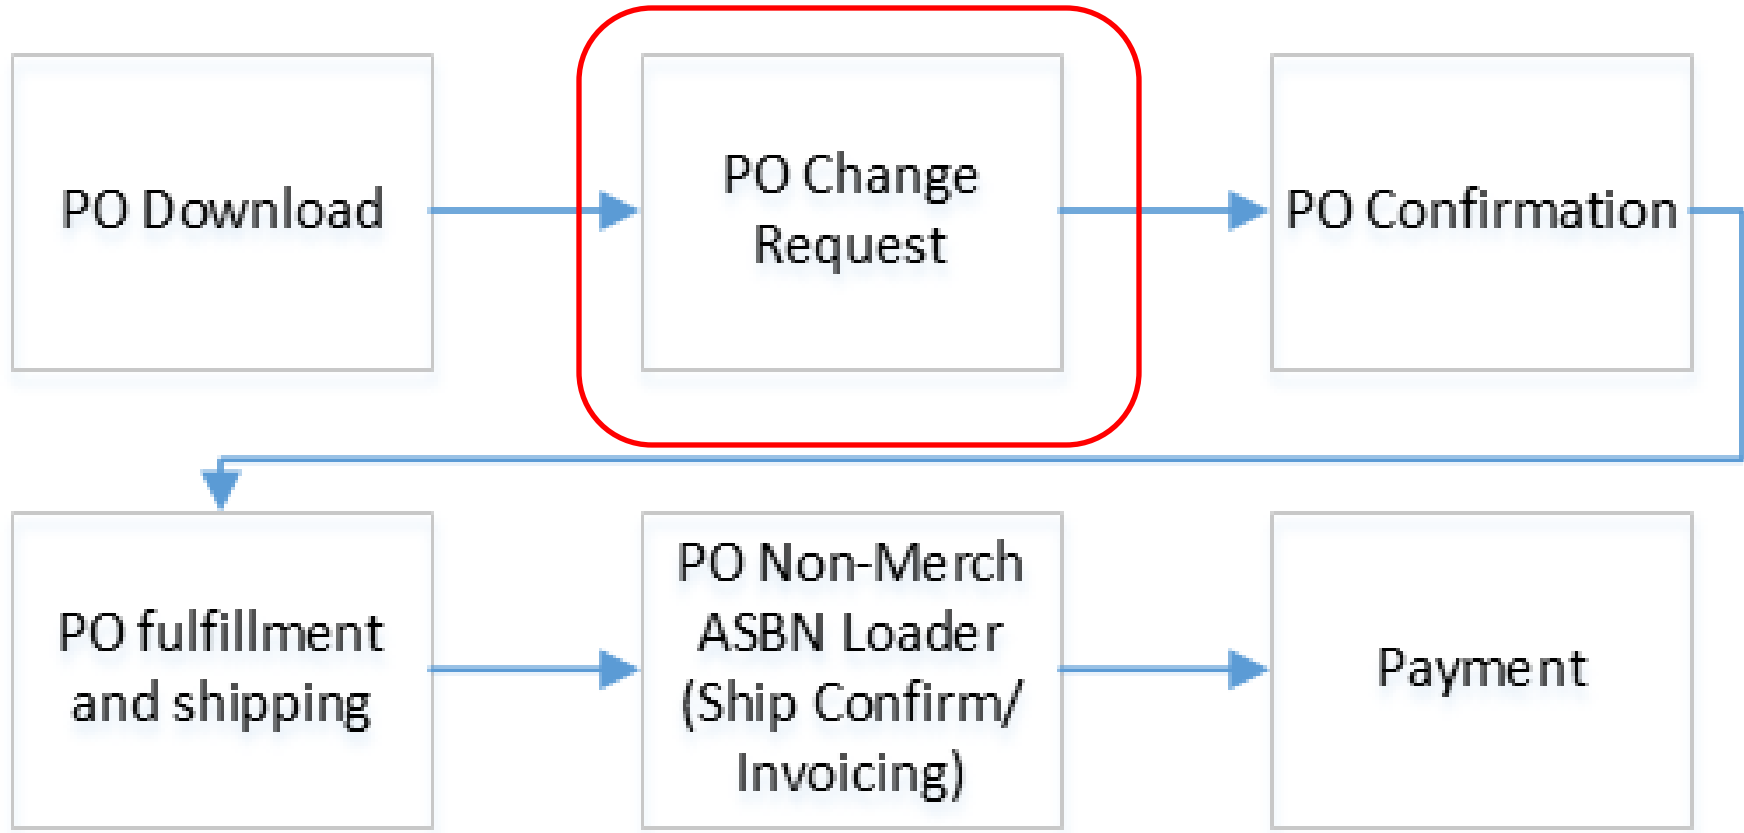 PO Download
PO Change
Request
PO Confirmation
PO fulfillment
and shipping
PO Non-Merch
ASBN Loader
(Ship Confirm/
Invoicing)
Payment